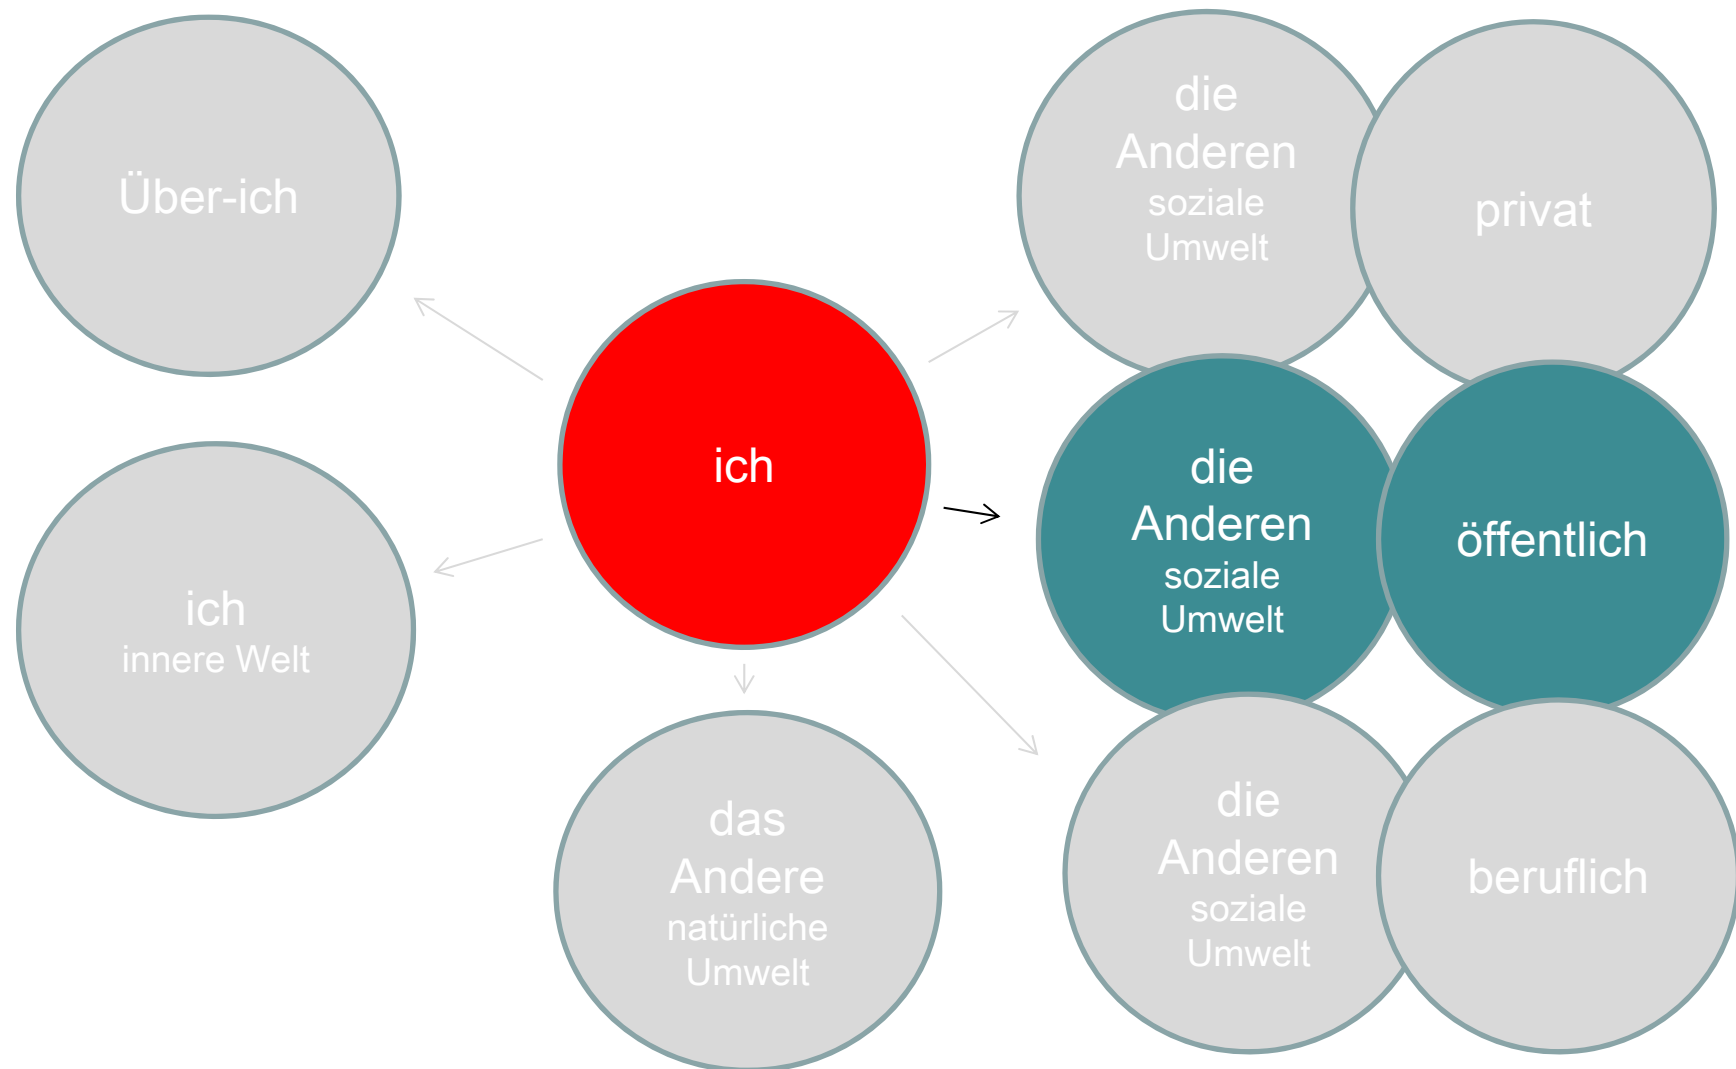 Über-ich
ich
innere Welt
ich
das
Andere
natürliche
Umwelt
die
Anderen
soziale
Umwelt
privat
die
Anderen
soziale
Umwelt
öffentlich
die
Anderen
soziale
Umwelt
beruflich